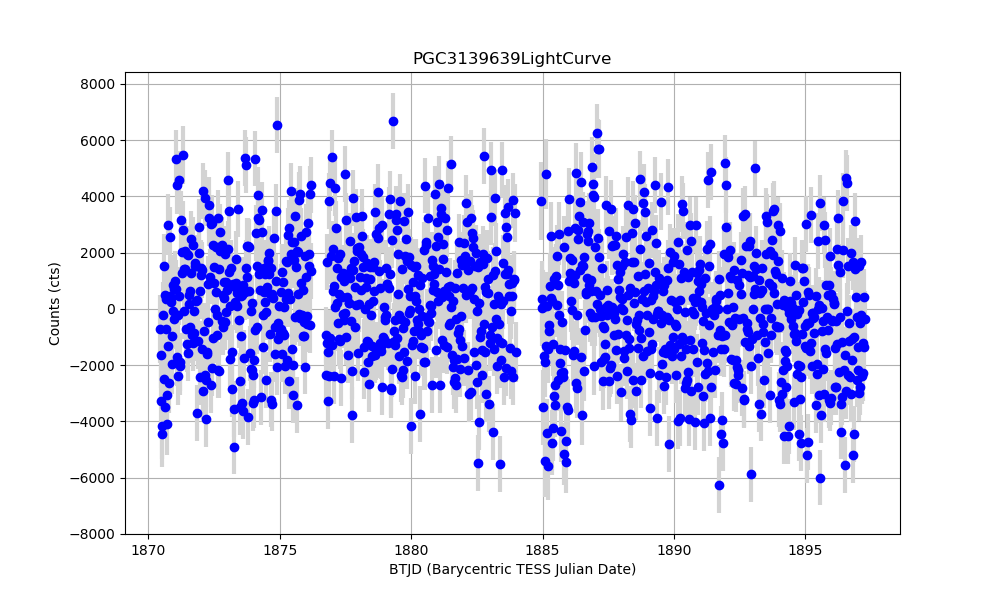 PGC3139639LightCurve
8000
6000
4000
2000
0
−2000
−4000
−6000
−8000
Counts (cts)
1870 1875 1880 1885 1890 1895
BTJD (Barycentric TESS Julian Date)